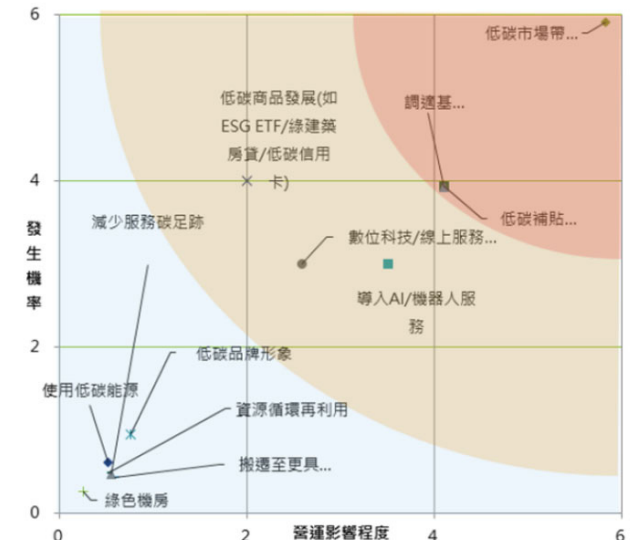 6
低碳市場帶...
低碳商品發展(如
ESG ETF/綠建築
房貸/低碳信用
卡)
調適基...
4
低碳補貼...
減少服務碳足跡
數位科技/線上服務...
發生機率
導入AI/機器人服
務
2
低碳品牌形象
使用低碳能源
資源循環再利用
搬遷至更具...
綠色機房
0
0
2
營運影響程度
4
6